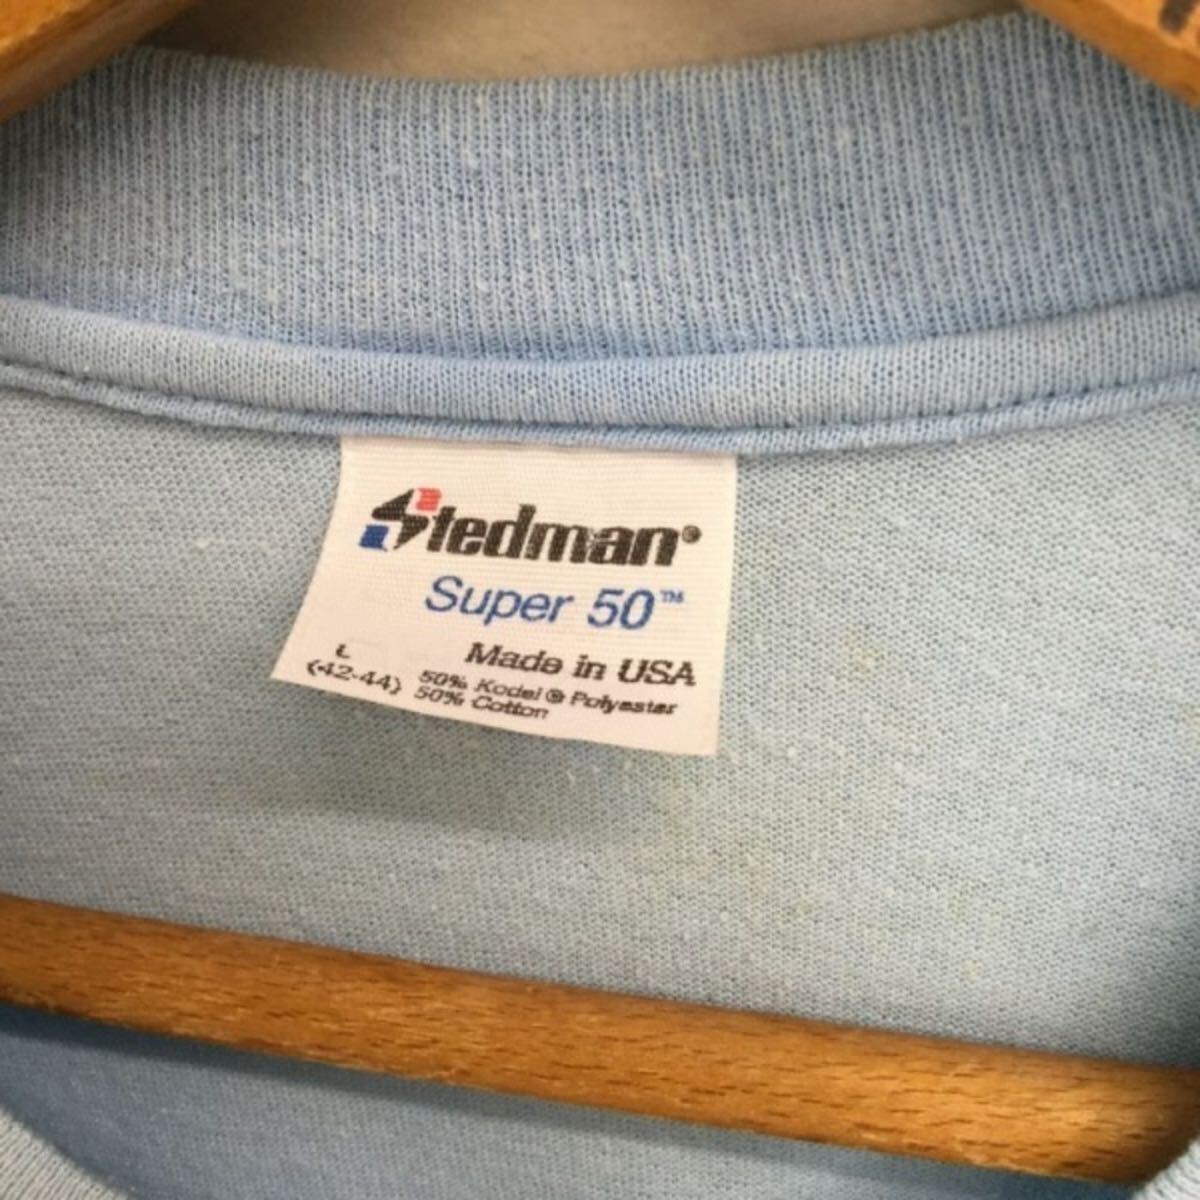 Stedman®
Super 50™
L
(42-44)
Made in USA
50% Kodel ® Polyester
50% Cotton